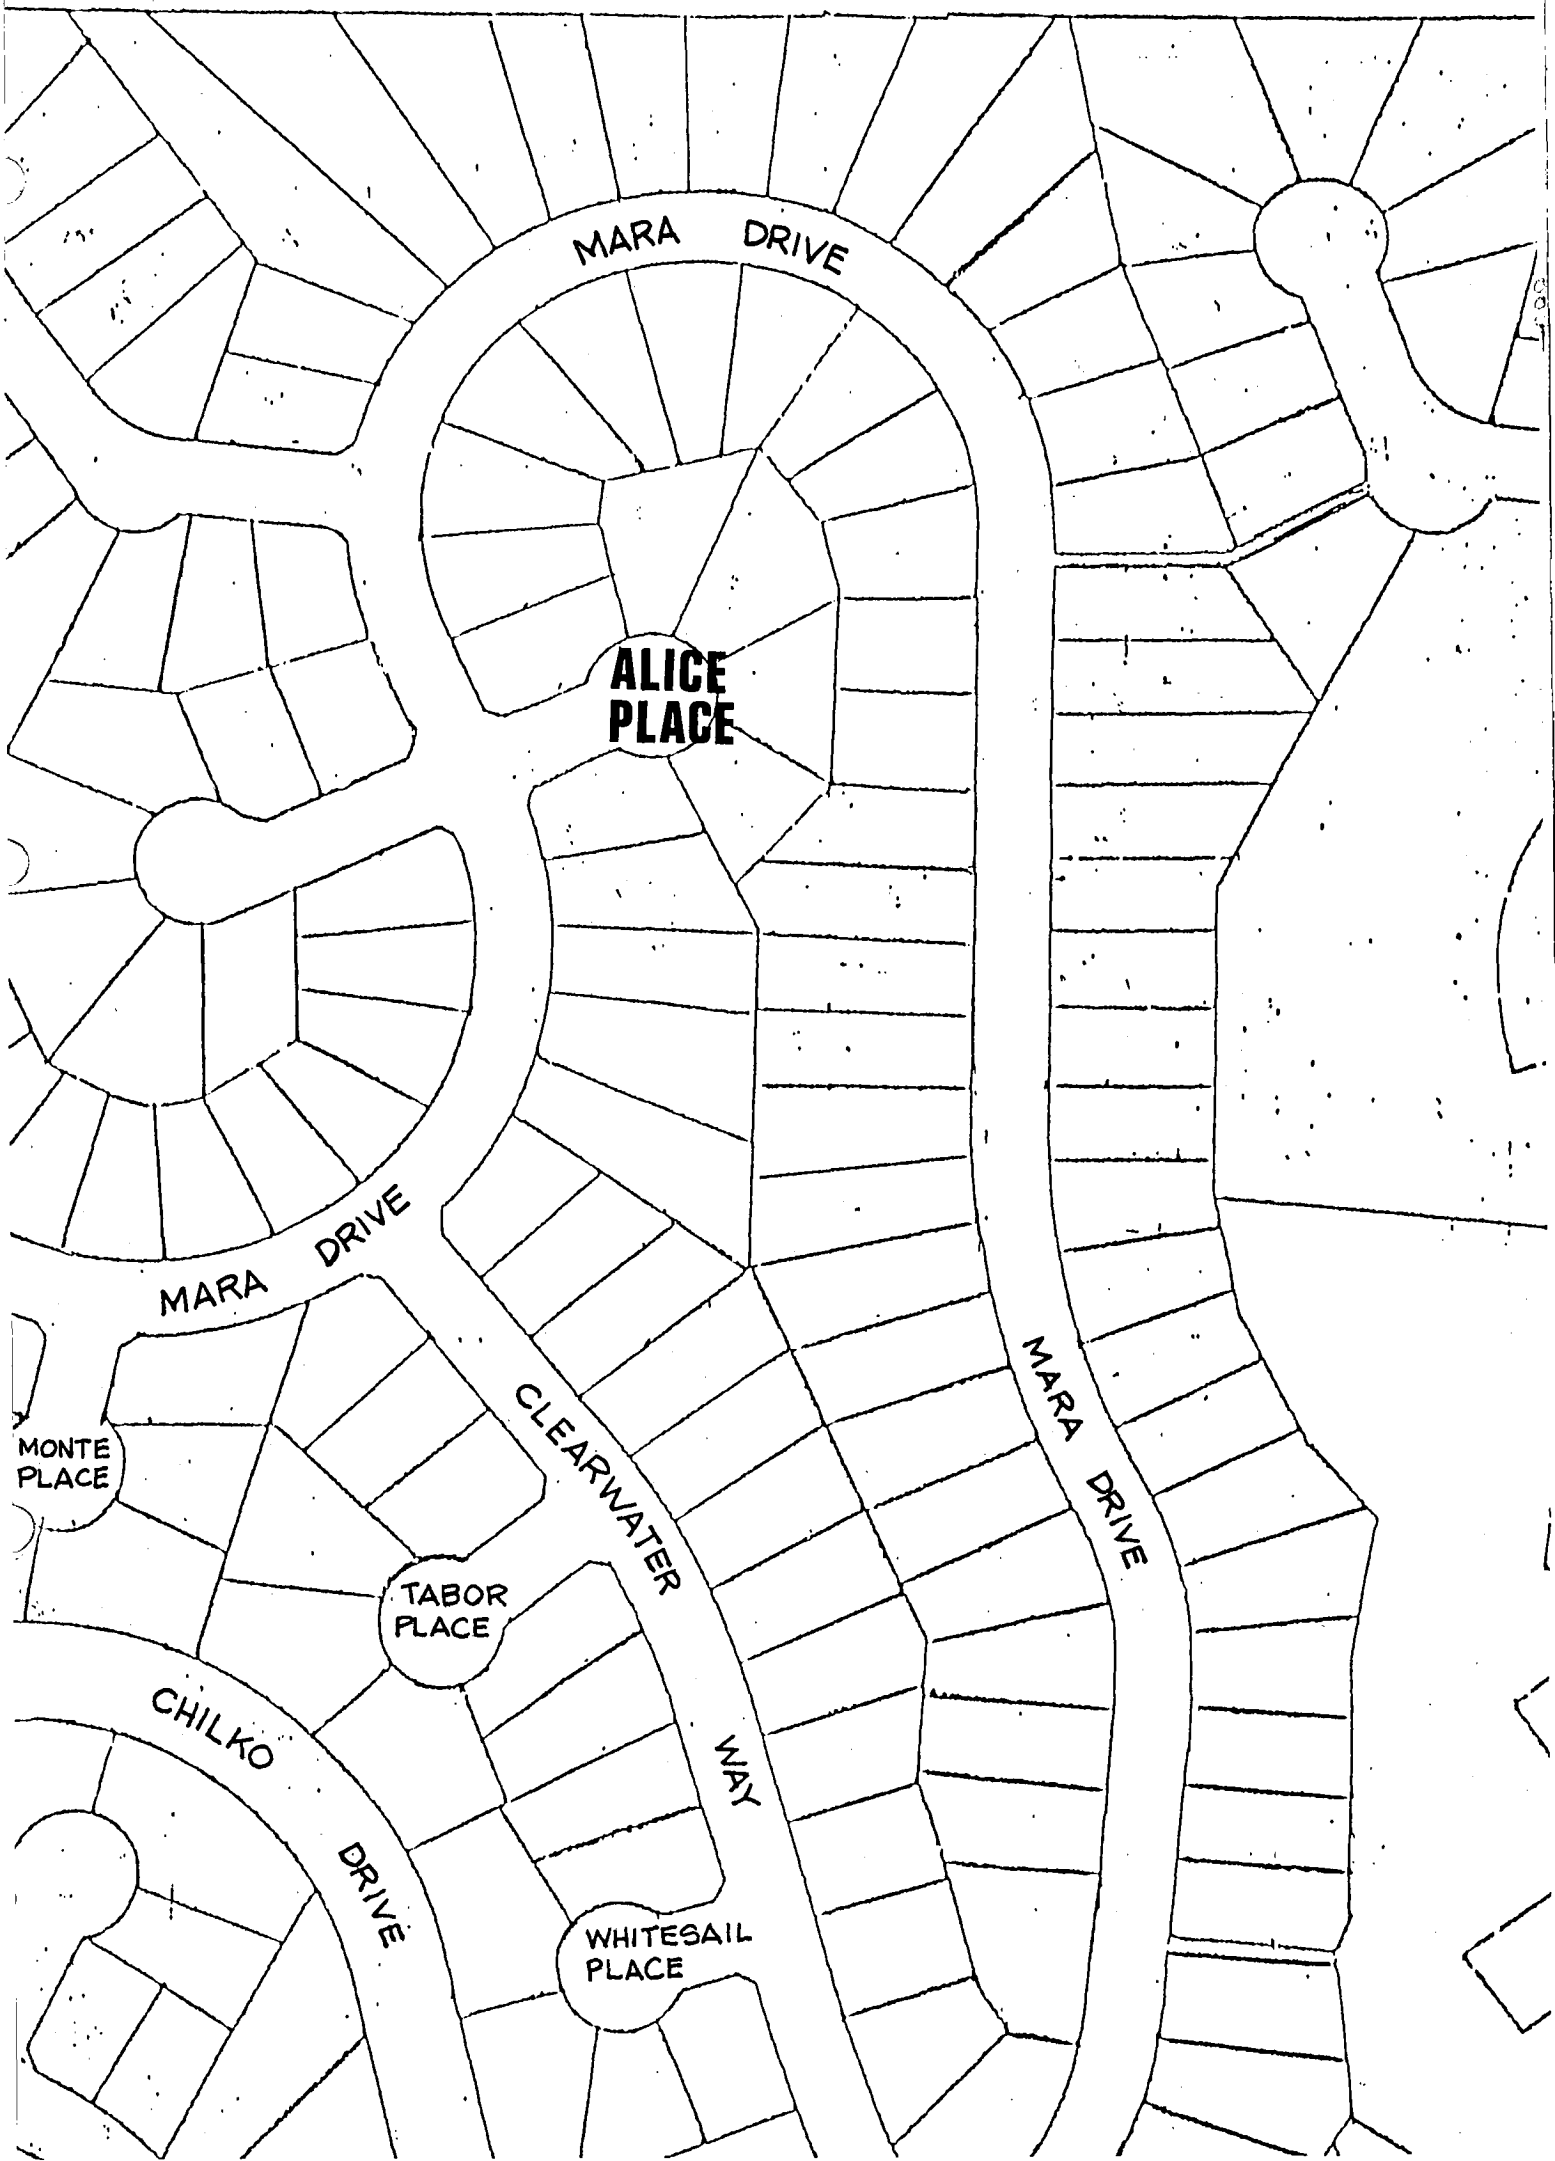 MARA DRIVE
ALICE
PLACE
MARA DRIVE
MARA DRIVE
CLEARWATER WAY
MONTE
PLACE
TABOR
PLACE
CHILKO DRIVE
WHITESAIL
PLACE